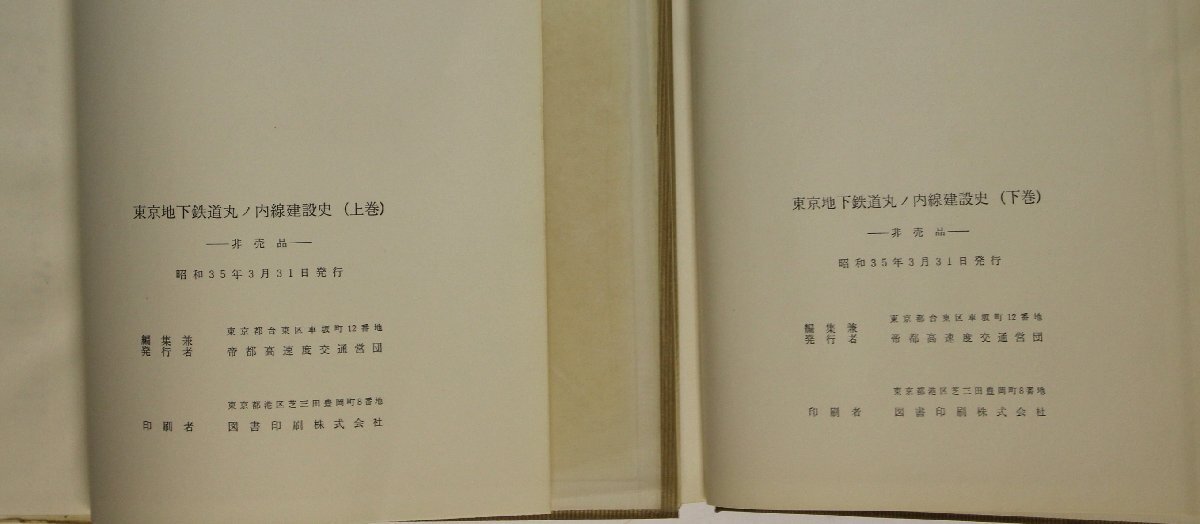 東京地下鉄道丸ノ内線建設史 (上巻)
——非売品——
昭和35年3月31日発行
編集兼
発行者
東京都台東区車坂町12番地
帝都高速度交通営団
東京都港区芝三田豊岡町8番地
印刷者 図書印刷株式会社
東京地下鉄道丸ノ内線建設史 (下巻)
——非売品——
昭和35年3月31日発行
編集兼
発行者
東京都台東区車坂町12番地
帝都高速度交通営団
東京都港区芝三田豊岡町8番地
印刷者 図書印刷株式会社